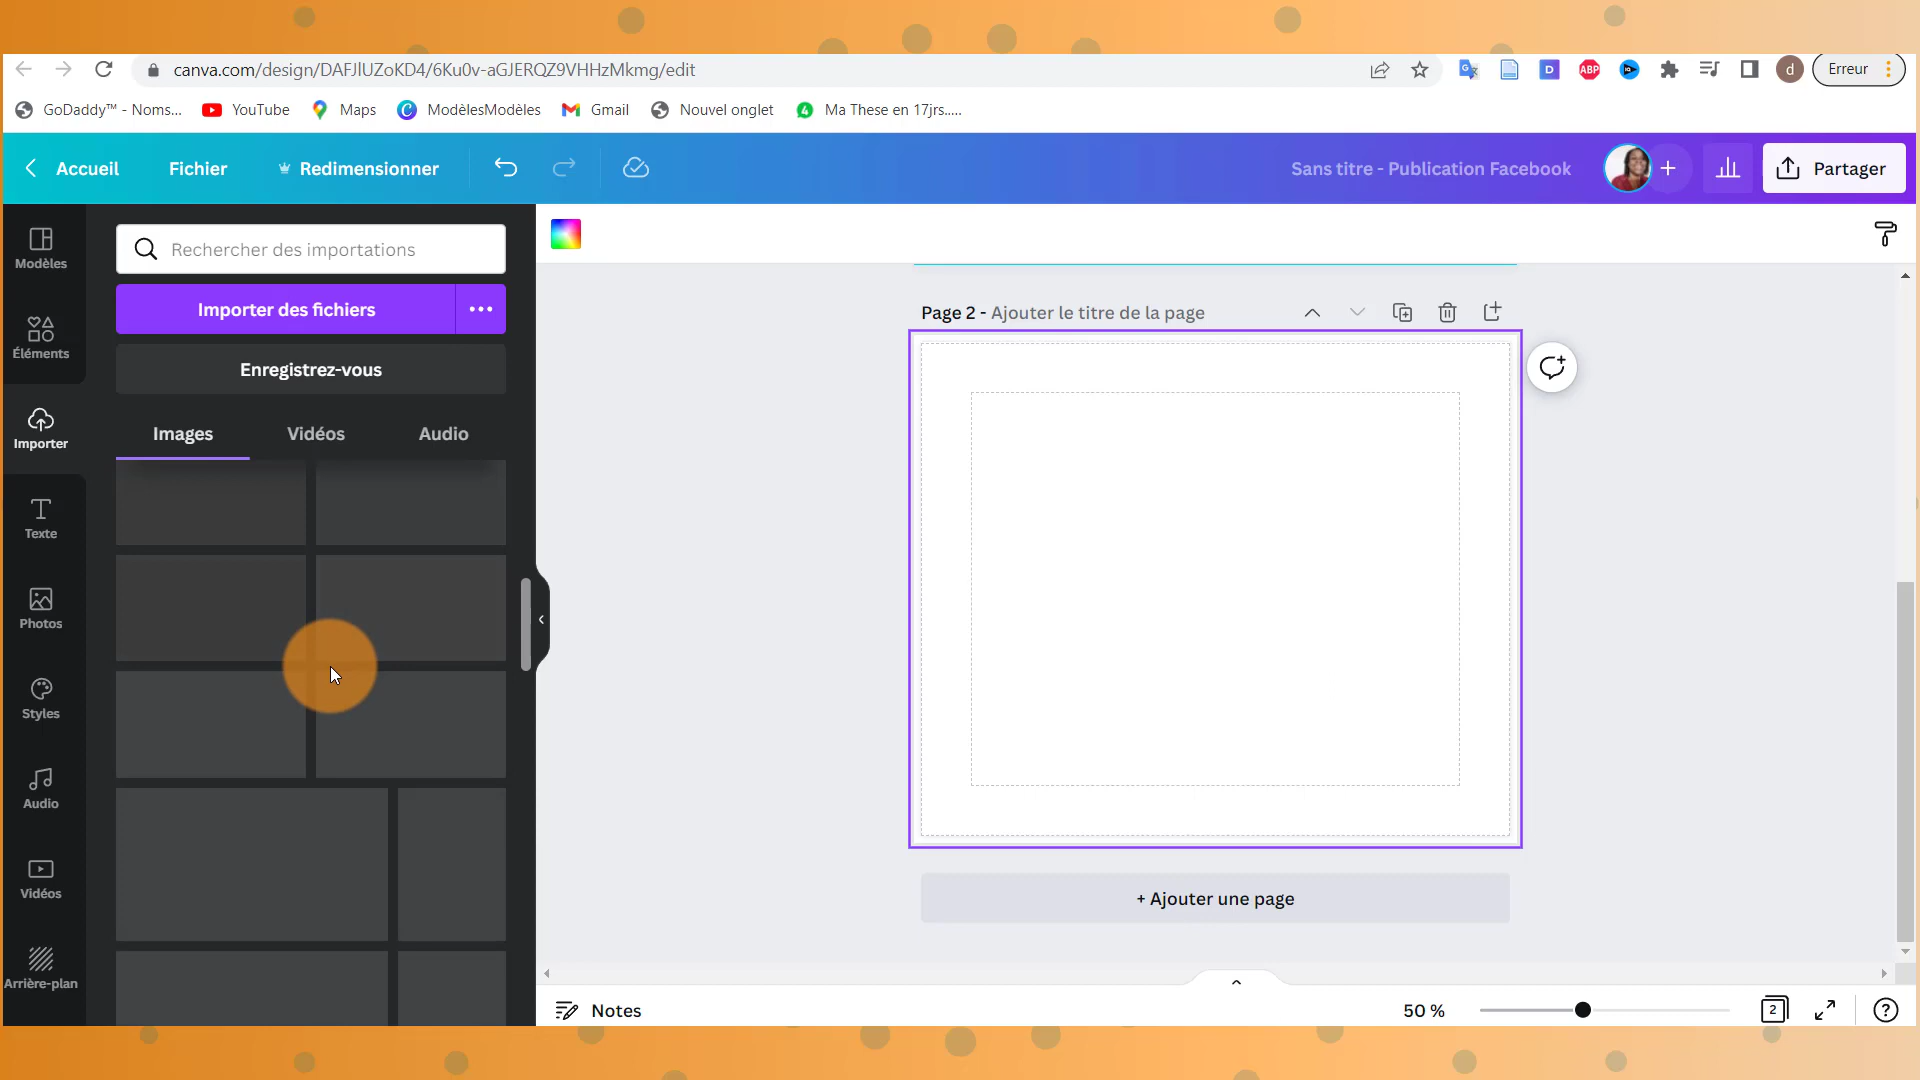 canva.com/design/DAFJlUZoKD4/6Ku0v-aGJERQZ9VHHzMkmg/edit
ABP
d
Erreur
GoDaddy™ - Noms...
YouTube
Maps
ModèlesModèles
Gmail
Nouvel onglet
Ma These en 17jrs.....
Accueil
Fichier
Redimensionner
Sans titre - Publication Facebook
Partager
Modèles
Éléments
Importer
Texte
Photos
Styles
Audio
Vidéos
Arrière-plan
Rechercher des importations
Importer des fichiers
Enregistrez-vous
Images
Vidéos
Audio
Page 2 - Ajouter le titre de la page
+ Ajouter une page
Notes
50 %
2